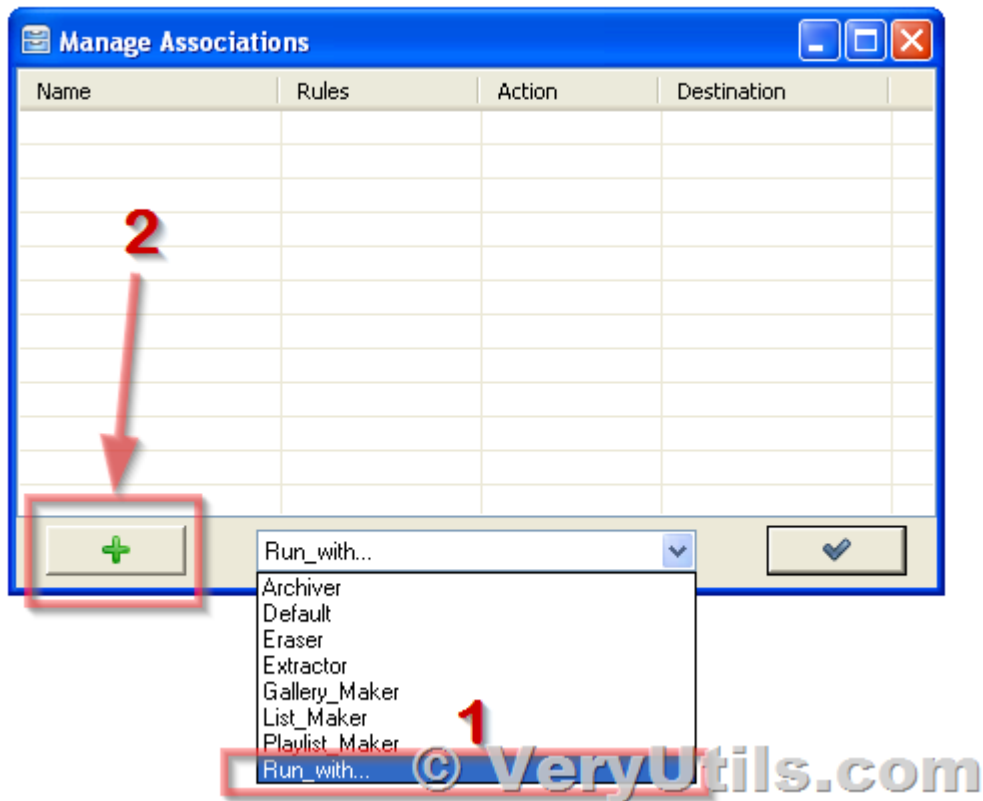 Manage Associations
Name Rules Action Destination
2
Run_with...
Archiver
Default
Eraser
Extractor
Gallery_Maker
List_Maker
1
Playlist_Maker
Run_with...
© VeryUtils.com